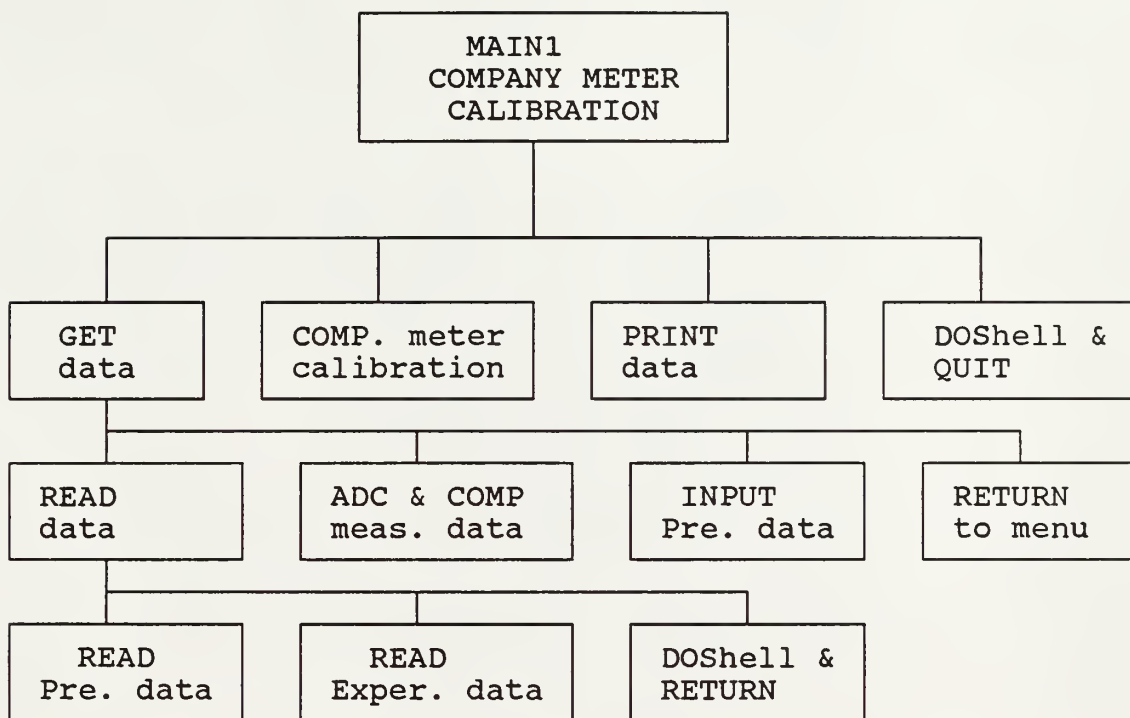 MAIN1
COMPANY METER
CALIBRATION
GET
data
COMP. meter
calibration
PRINT
data
DOShell &
QUIT
READ
data
ADC & COMP
meas. data
INPUT
Pre. data
RETURN
to menu
READ
Pre. data
READ
Exper. data
DOShell &
RETURN